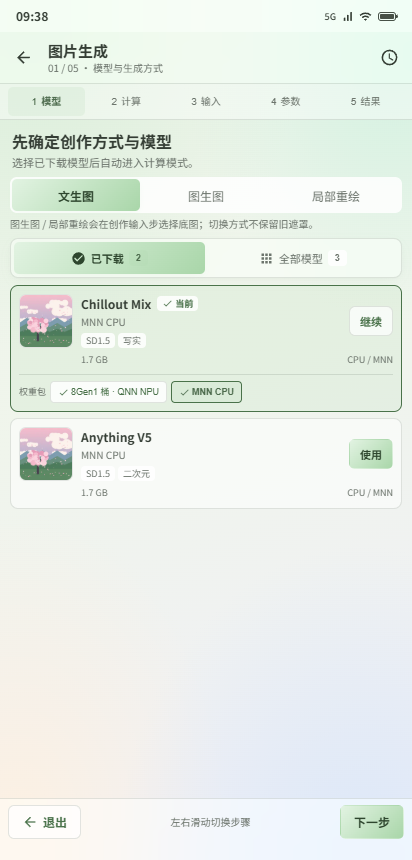 09:38 5G
图片生成
01 / 05 · 模型与生成方式
1 模型 2 计算 3 输入 4 参数 5 结果
先确定创作方式与模型
选择已下载模型后自动进入计算模式。
文生图 图生图 局部重绘
图生图 / 局部重绘会在创作输入步选择底图；切换方式不保留旧遮罩。
已下载 2 全部模型 3
Chillout Mix 当前
MNN CPU 继续
SD1.5 写实
1.7 GB CPU / MNN
权重包 8Gen1 桶 · QNN NPU MNN CPU
Anything V5
MNN CPU 使用
SD1.5 二次元
1.7 GB CPU / MNN
退出 左右滑动切换步骤 下一步